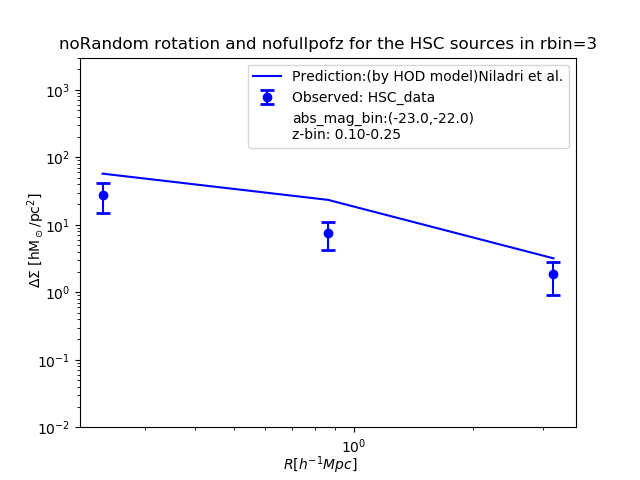 noRandom rotation and nofullpofz for the HSC sources in rbin=3
Prediction:(by HOD model)Niladri et al.
Observed: HSC_data
abs_mag_bin:(-23.0,-22.0)
z-bin: 0.10-0.25
ΔΣ [hM⊙/pc²]
10³
10²
10¹
10⁰
10⁻¹
10⁻²
10⁰
R[h⁻¹Mpc]